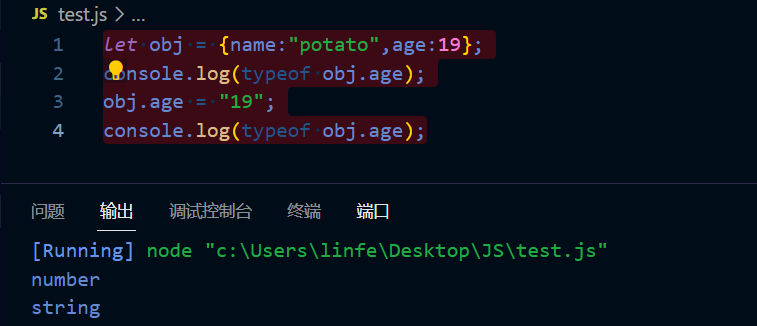 JS test.js > ...
1 let obj = {name:"potato",age:19};
2 console.log(typeof obj.age);
3 obj.age = "19";
4 console.log(typeof obj.age);
问题 输出 调试控制台 终端 端口
[Running] node "c:\Users\linfe\Desktop\JS\test.js"
number
string